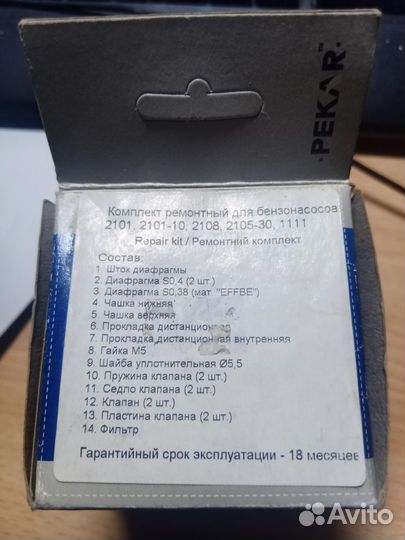 PEKAR™
Комплект ремонтный для бензонасосов
2101, 2101-10, 2108, 2105-30, 1111
Repair kit / Ремонтний комплект
Состав:
1. Шток диафрагмы
2. Диафрагма S0,4 (2 шт.)
3. Диафрагма S0,38 (мат. "EFFBE")
4. Чашка нижняя
5. Чашка верхняя
6. Прокладка дистанционная
7. Прокладка дистанционная внутренняя
8. Гайка М5
9. Шайба уплотнительная Ø5,5
10. Пружина клапана (2 шт.)
11. Седло клапана (2 шт.)
12. Клапан (2 шт.)
13. Пластина клапана (2 шт.)
14. Фильтр
Гарантийный срок эксплуатации - 18 месяцев
Avito